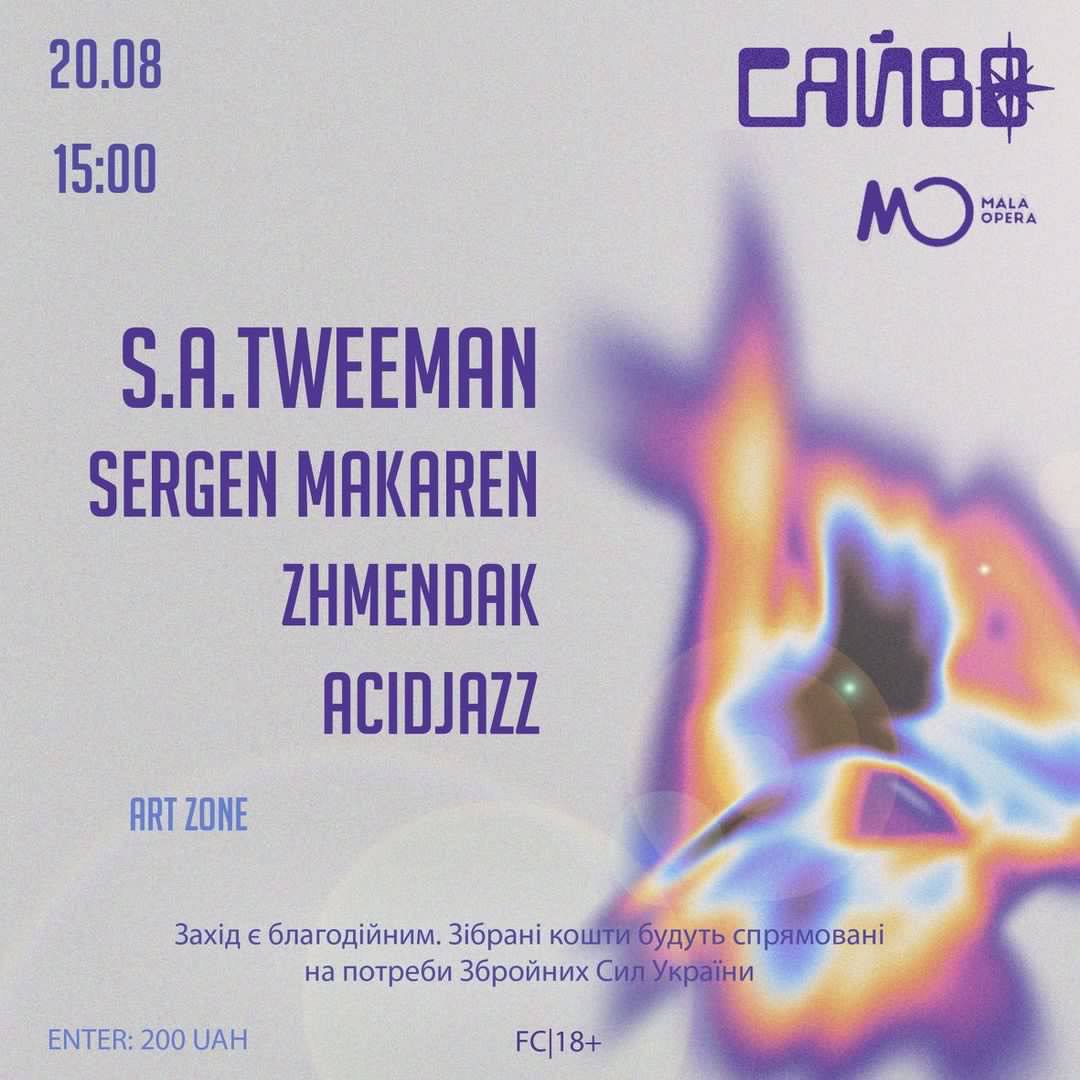 20.08
15:00
САЙВО
MO
MALA
OPERA
S.A.TWEEMAN
SERGEN MAKAREN
ZHMENDAK
ACIDJAZZ
ART ZONE
Захід є благодійним. Зібрані кошти будуть спрямовані
на потреби Збройних Сил України
ENTER: 200 UAH
FC|18+